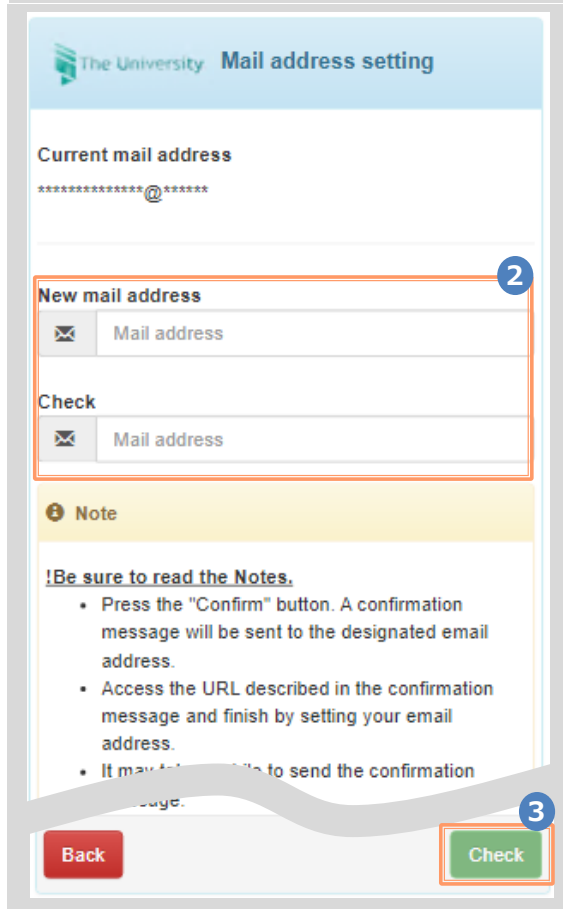 The University Mail address setting
Current mail address
**************@******
2
New mail address
Mail address
Check
Mail address
Note
!Be sure to read the Notes.
• Press the "Confirm" button. A confirmation
message will be sent to the designated email
address.
• Access the URL described in the confirmation
message and finish by setting your email
address.
• It may to send the confirmation
3
Back Check